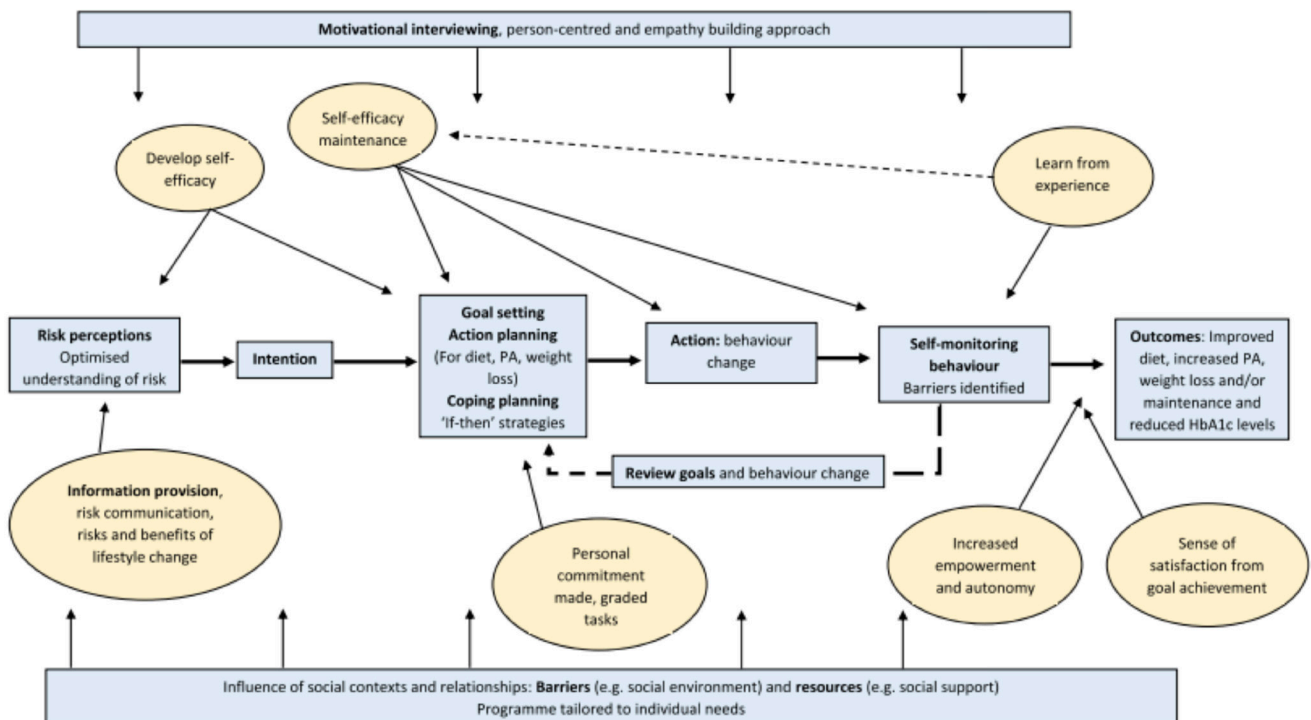 Motivational interviewing, person-centred and empathy building approach
Self-efficacy
maintenance
Develop self-
efficacy
Learn from
experience
Risk perceptions
Optimised
understanding of risk
Intention
Goal setting
Action planning
(For diet, PA, weight
loss)
Coping planning
'If-then' strategies
Action: behaviour
change
Self-monitoring
behaviour
Barriers identified
Outcomes: Improved
diet, increased PA,
weight loss and/or
maintenance and
reduced HbA1c levels
Review goals and behaviour change
Information provision,
risk communication,
risks and benefits of
lifestyle change
Personal
commitment
made, graded
tasks
Increased
empowerment
and autonomy
Sense of
satisfaction from
goal achievement
Influence of social contexts and relationships: Barriers (e.g. social environment) and resources (e.g. social support)
Programme tailored to individual needs